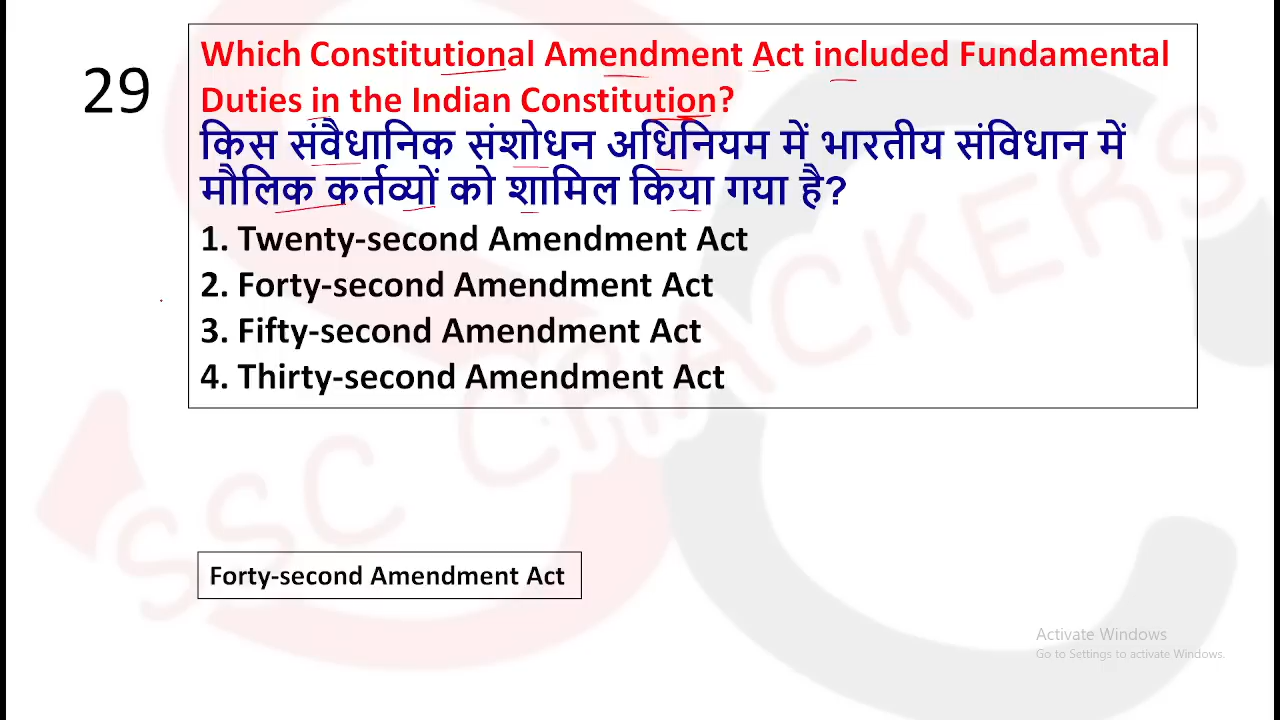 29
Which Constitutional Amendment Act included Fundamental
Duties in the Indian Constitution?
किस संवैधानिक संशोधन अधिनियम में भारतीय संविधान में
मौलिक कर्तव्यों को शामिल किया गया है?
1. Twenty-second Amendment Act
2. Forty-second Amendment Act
3. Fifty-second Amendment Act
4. Thirty-second Amendment Act
SSC CRACKERS
Forty-second Amendment Act
Activate Windows
Go to Settings to activate Windows.